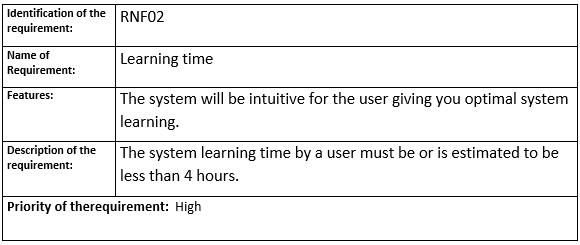 Identification of the
requirement:
RNF02
Name of
Requirement:
Learning time
Features:
The system will be intuitive for the user giving you optimal system
learning.
Description of the
requirement:
The system learning time by a user must be or is estimated to be
less than 4 hours.
Priority of therequirement: High